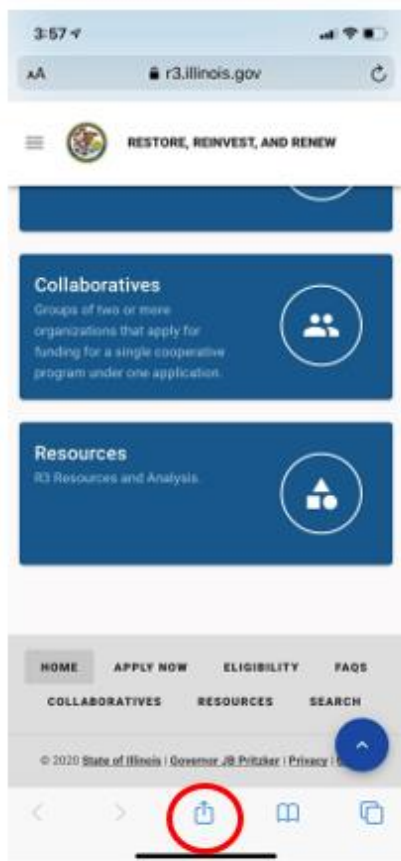 3:57
AA r3.illinois.gov
RESTORE, REINVEST, AND RENEW
Collaboratives
Groups of two or more
organizations that apply for
funding for a single cooperative
program under one application.
Resources
R3 Resources and Analysis.
HOME APPLY NOW ELIGIBILITY FAQS
COLLABORATIVES RESOURCES SEARCH
© 2020 State of Illinois | Governor JB Pritzker | Privacy |